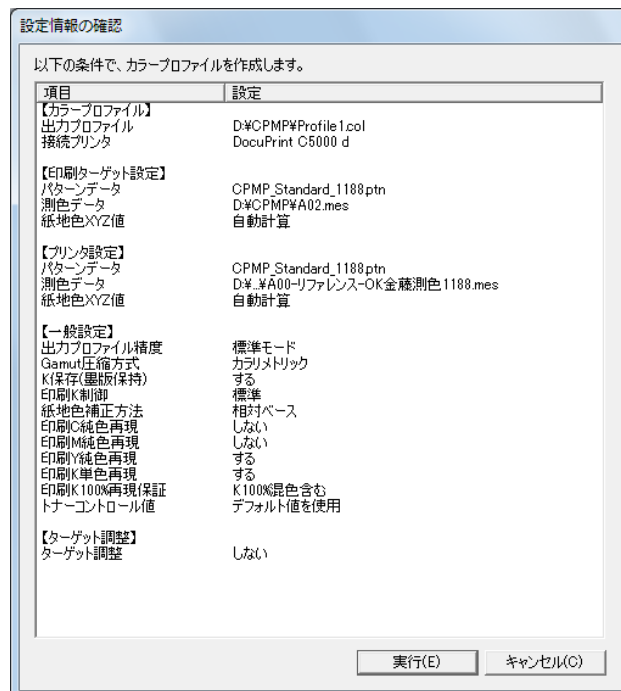 設定情報の確認
以下の条件で、カラープロファイルを作成します。
項目 設定
【カラープロファイル】
出力プロファイル D:¥CPMP¥Profile1.col
接続プリンタ DocuPrint C5000 d
【印刷ターゲット設定】
パターンデータ CPMP_Standard_1188.ptn
測色データ D:¥CPMP¥A02.mes
紙地色XYZ値 自動計算
【プリンタ設定】
パターンデータ CPMP_Standard_1188.ptn
測色データ D:¥...¥A00-リファレンス-OK金藤測色1188.mes
紙地色XYZ値 自動計算
【一般設定】
出力プロファイル精度 標準モード
Gamut圧縮方式 カラリメトリック
K保存(墨版保持) する
印刷K制御 標準
紙地色補正方法 相対ベース
印刷C純色再現 しない
印刷M純色再現 しない
印刷Y純色再現 する
印刷K単色再現 する
印刷K100%再現保証 K100%混色含む
トナーコントロール値 デフォルト値を使用
【ターゲット調整】
ターゲット調整 しない
実行(E) キャンセル(C)